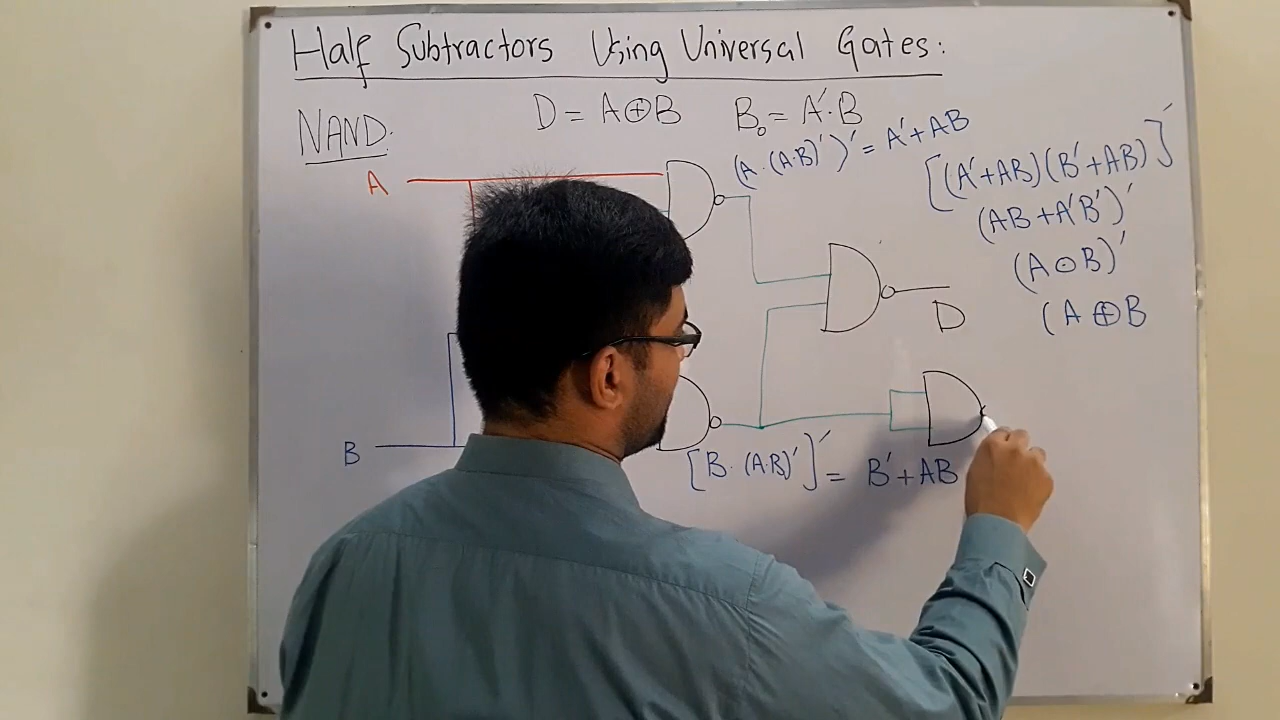 Half Subtractors Using Universal Gates:
NAND:
D = A⊕B B₀ = A'·B
(A·(A·B)')' = A'+AB
[(A'+AB)(B'+AB)]'
(AB+A'B')'
(A⊙B)'
(A⊕B
A
D
B
[B·(A·B)']' = B'+AB